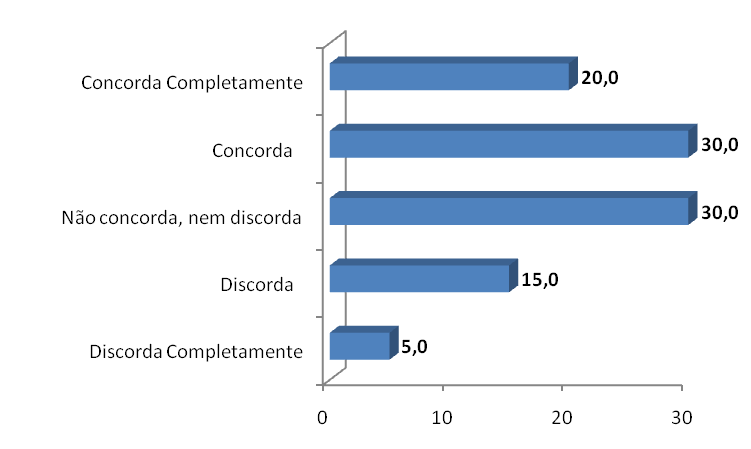 Concorda Completamente
20,0
Concorda
30,0
Não concorda, nem discorda
30,0
Discorda
15,0
Discorda Completamente
5,0
0 10 20 30